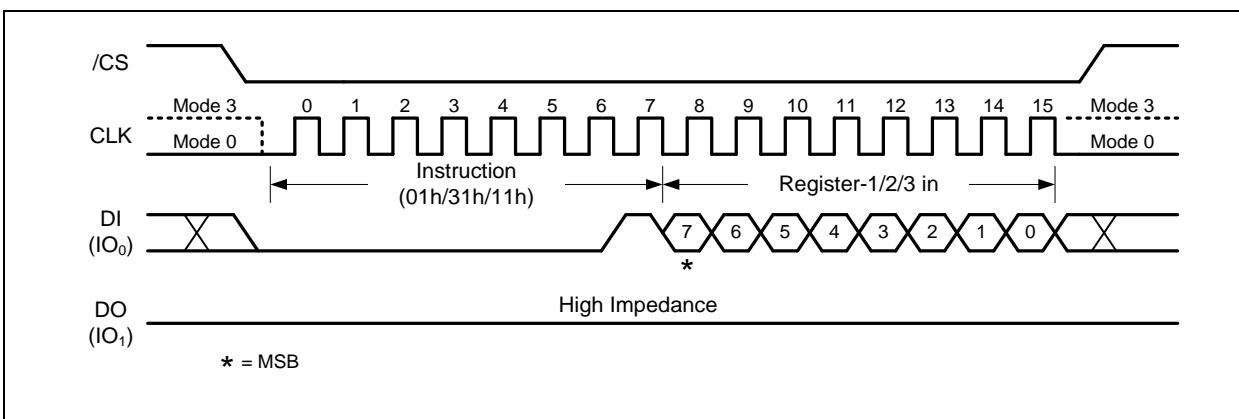 /CS
Mode 3 0 1 2 3 4 5 6 7 8 9 10 11 12 13 14 15 Mode 3
CLK
Mode 0 Mode 0
Instruction
(01h/31h/11h)
Register-1/2/3 in
DI
(IO₀)
7 6 5 4 3 2 1 0
*
High Impedance
DO
(IO₁)
* = MSB